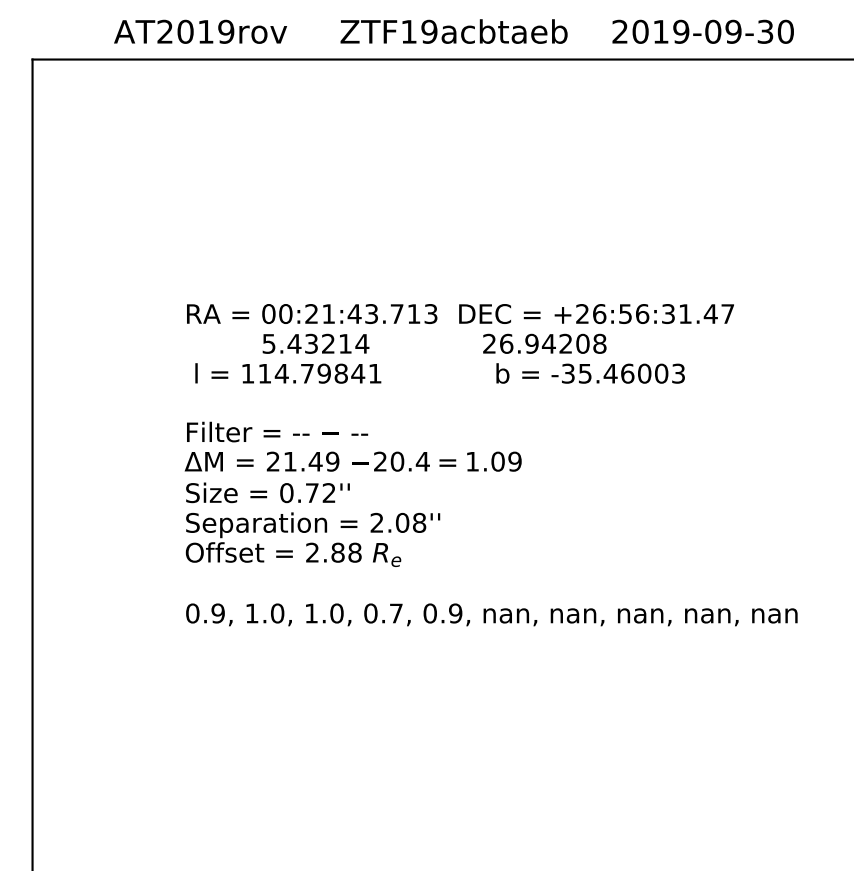 AT2019rov ZTF19acbtaeb 2019-09-30
RA = 00:21:43.713 DEC = +26:56:31.47
5.43214 26.94208
l = 114.79841 b = -35.46003
Filter = -- − --
ΔM = 21.49 −20.4 = 1.09
Size = 0.72''
Separation = 2.08''
Offset = 2.88 Rₑ
0.9, 1.0, 1.0, 0.7, 0.9, nan, nan, nan, nan, nan